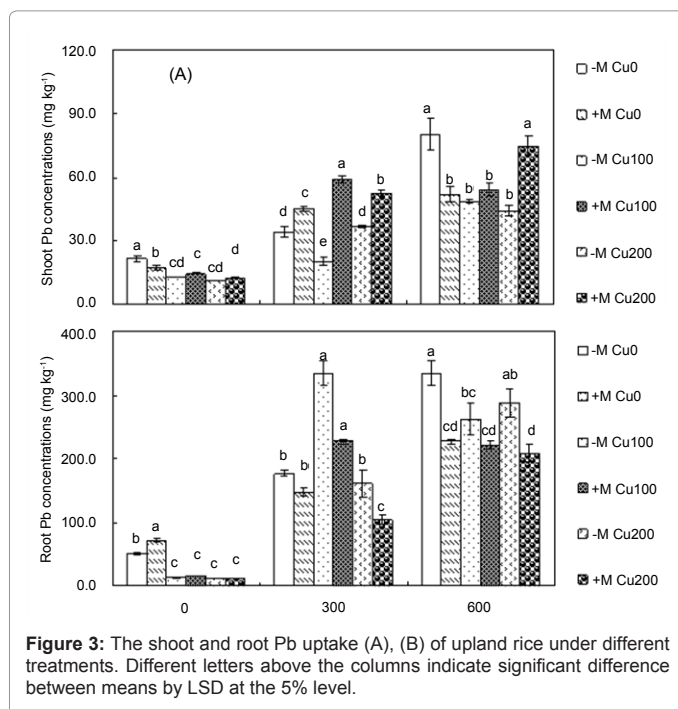 120.0
90.0
60.0
30.0
0.0
Shoot Pb concentrations (mg kg⁻¹)
(A)
a b cd c cd d
d c e a d b
a b b b b a
-M Cu0
+M Cu0
-M Cu100
+M Cu100
-M Cu200
+M Cu200
400.0
300.0
200.0
100.0
0.0
Root Pb concentrations (mg kg⁻¹)
b a c c c c
b b a a b c
a cd bc cd ab d
0 300 600
-M Cu0
+M Cu0
-M Cu100
+M Cu100
-M Cu200
+M Cu200
Figure 3: The shoot and root Pb uptake (A), (B) of upland rice under different
treatments. Different letters above the columns indicate significant difference
between means by LSD at the 5% level.